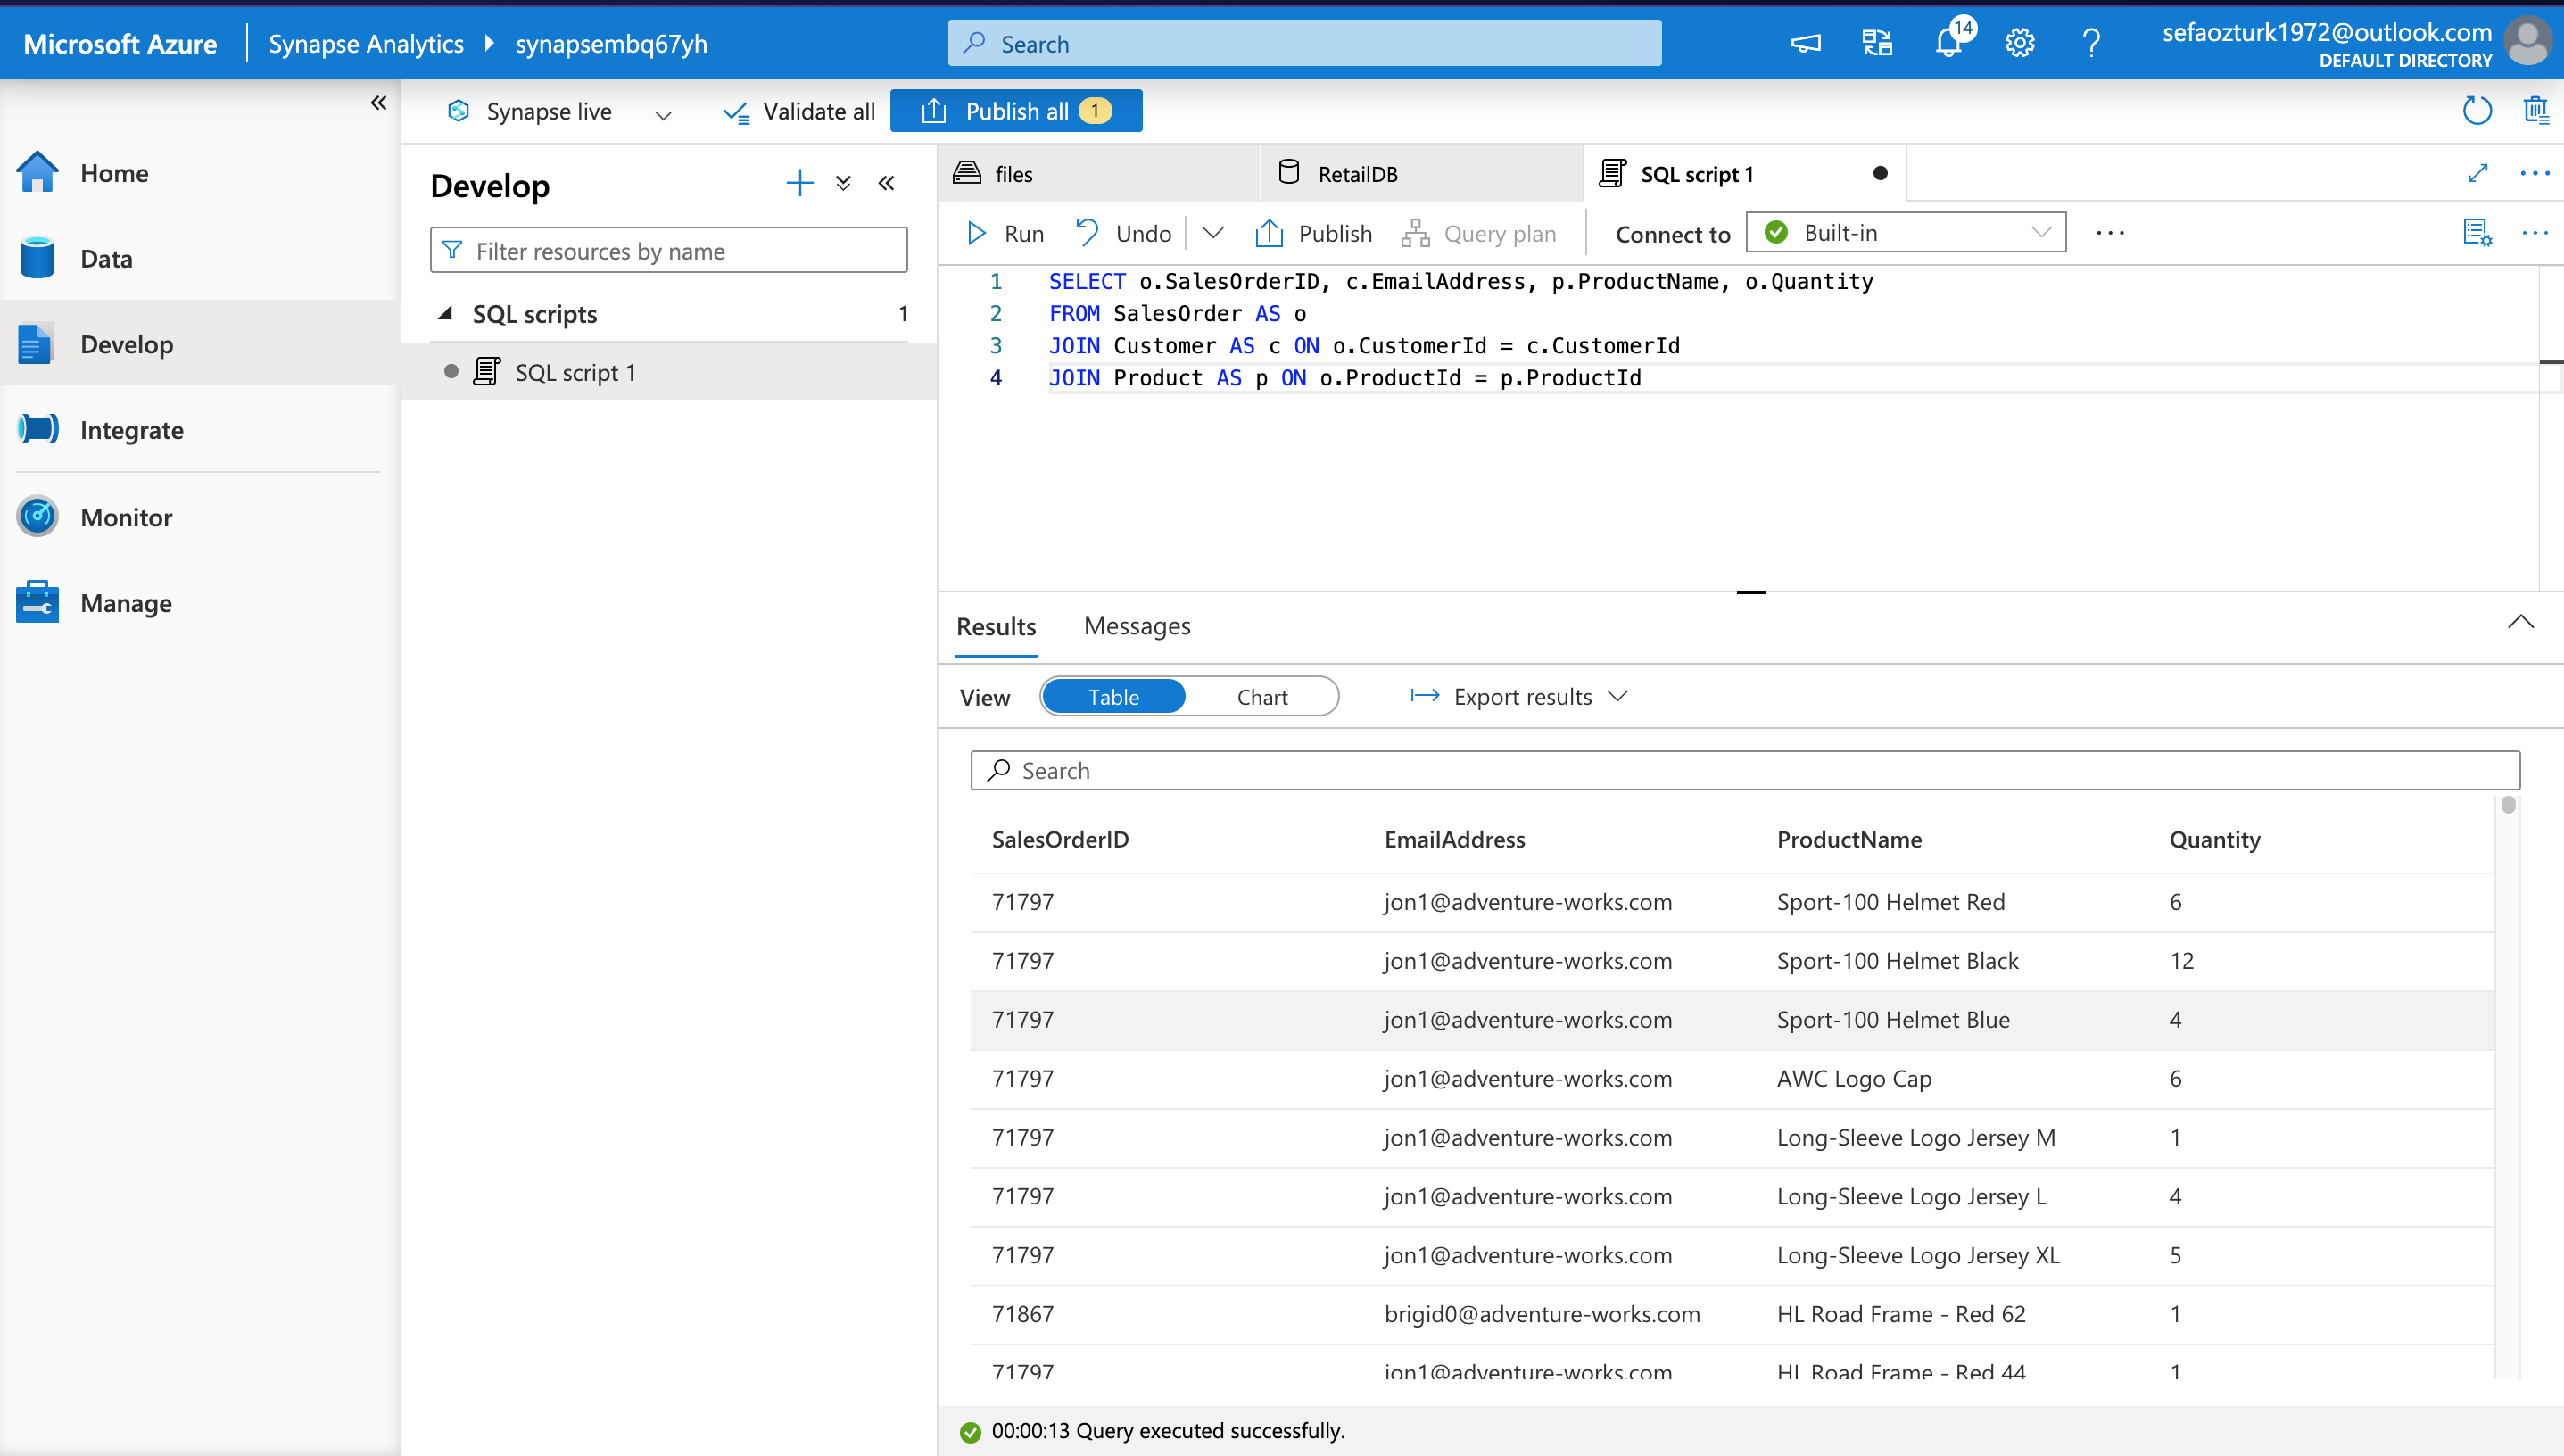 Microsoft Azure
Synapse Analytics
synapsembq67yh
Search
14
sefaozturk1972@outlook.com
DEFAULT DIRECTORY
Synapse live
Validate all
Publish all 1
Home
Data
Develop
Integrate
Monitor
Manage
Develop
Filter resources by name
SQL scripts 1
SQL script 1
files
RetailDB
SQL script 1
Run
Undo
Publish
Query plan
Connect to
Built-in
1 SELECT o.SalesOrderID, c.EmailAddress, p.ProductName, o.Quantity
2 FROM SalesOrder AS o
3 JOIN Customer AS c ON o.CustomerId = c.CustomerId
4 JOIN Product AS p ON o.ProductId = p.ProductId
Results
Messages
View
Table
Chart
Export results
Search
SalesOrderID EmailAddress ProductName Quantity
71797 jon1@adventure-works.com Sport-100 Helmet Red 6
71797 jon1@adventure-works.com Sport-100 Helmet Black 12
71797 jon1@adventure-works.com Sport-100 Helmet Blue 4
71797 jon1@adventure-works.com AWC Logo Cap 6
71797 jon1@adventure-works.com Long-Sleeve Logo Jersey M 1
71797 jon1@adventure-works.com Long-Sleeve Logo Jersey L 4
71797 jon1@adventure-works.com Long-Sleeve Logo Jersey XL 5
71867 brigid0@adventure-works.com HL Road Frame - Red 62 1
71797 jon1@adventure-works.com HL Road Frame - Red 44 1
00:00:13 Query executed successfully.